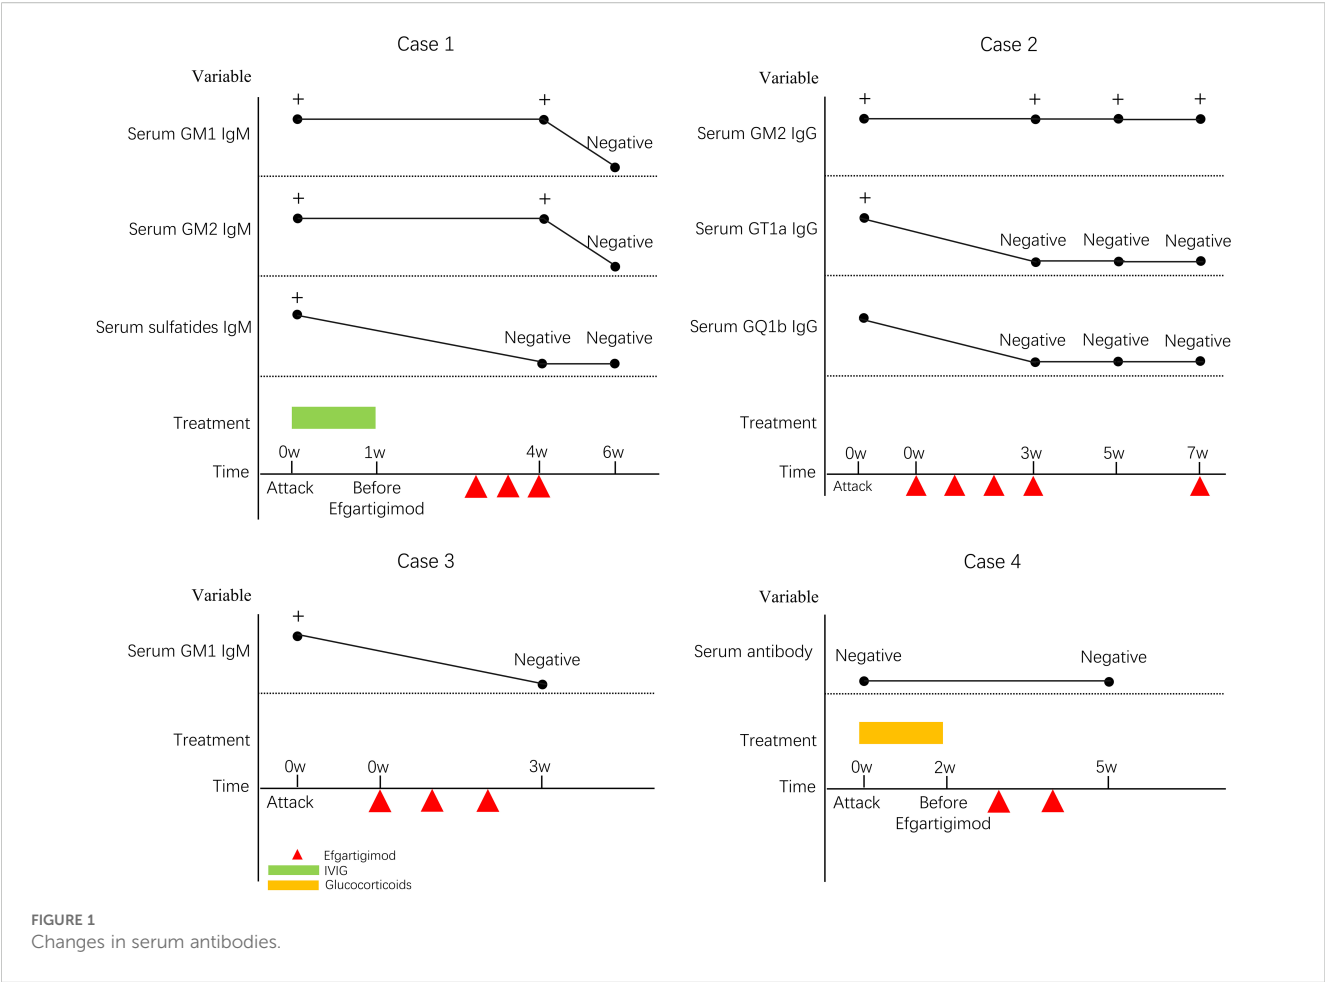 Case 1
Variable
+ +
Serum GM1 IgM
Negative
+ +
Serum GM2 IgM
Negative
+
Serum sulfatides IgM
Negative Negative
Treatment
0w 1w 4w 6w
Time
Attack Before
Efgartigimod
Case 2
Variable
+ + + +
Serum GM2 IgG
+
Serum GT1a IgG
Negative Negative Negative
Serum GQ1b IgG
Negative Negative Negative
Treatment
0w 0w 3w 5w 7w
Time
Attack
Case 3
Variable
+
Serum GM1 IgM
Negative
Treatment
0w 0w 3w
Time
Attack
Efgartigimod
IVIG
Glucocorticoids
Case 4
Variable
Serum antibody
Negative Negative
Treatment
0w 2w 5w
Time
Attack Before
Efgartigimod
FIGURE 1
Changes in serum antibodies.